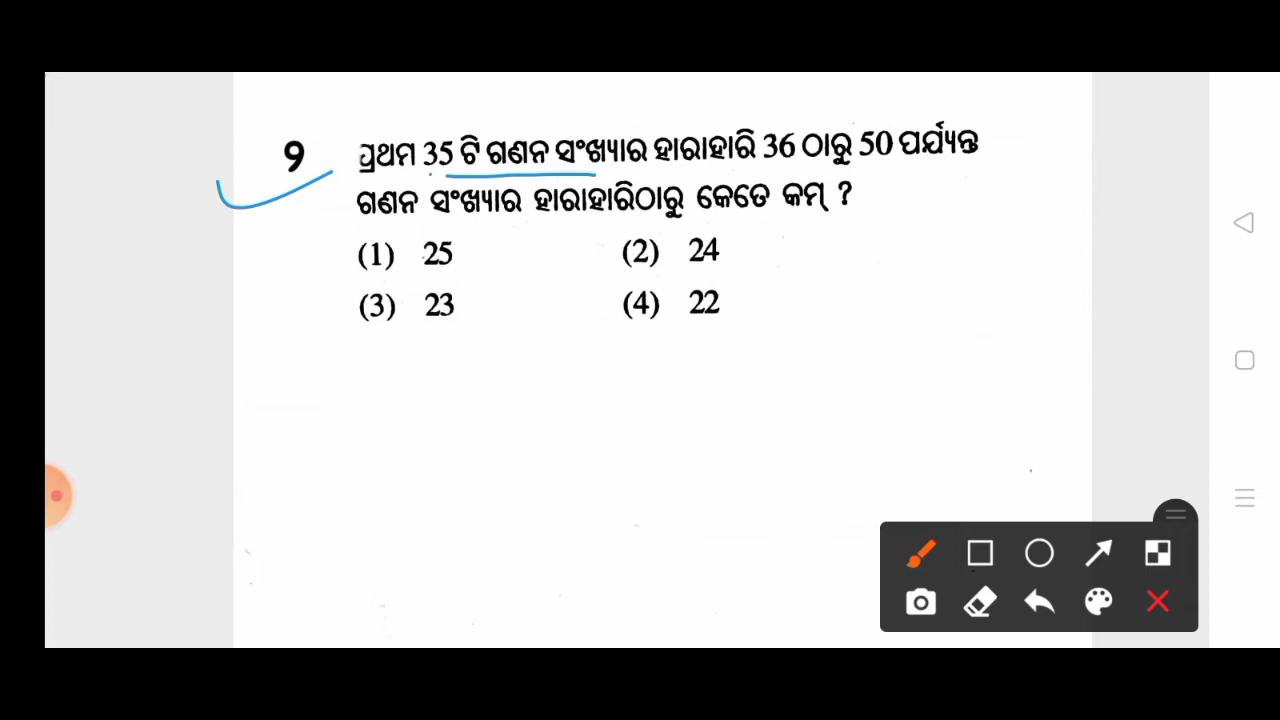 9 ପ୍ରଥମ 35 ଟି ଗଣନ ସଂଖ୍ୟାର ହାରାହାରି 36 ଠାରୁ 50 ପର୍ଯ୍ୟନ୍ତ
ଗଣନ ସଂଖ୍ୟାର ହାରାହାରିଠାରୁ କେତେ କମ୍ ?
(1) 25 (2) 24
(3) 23 (4) 22